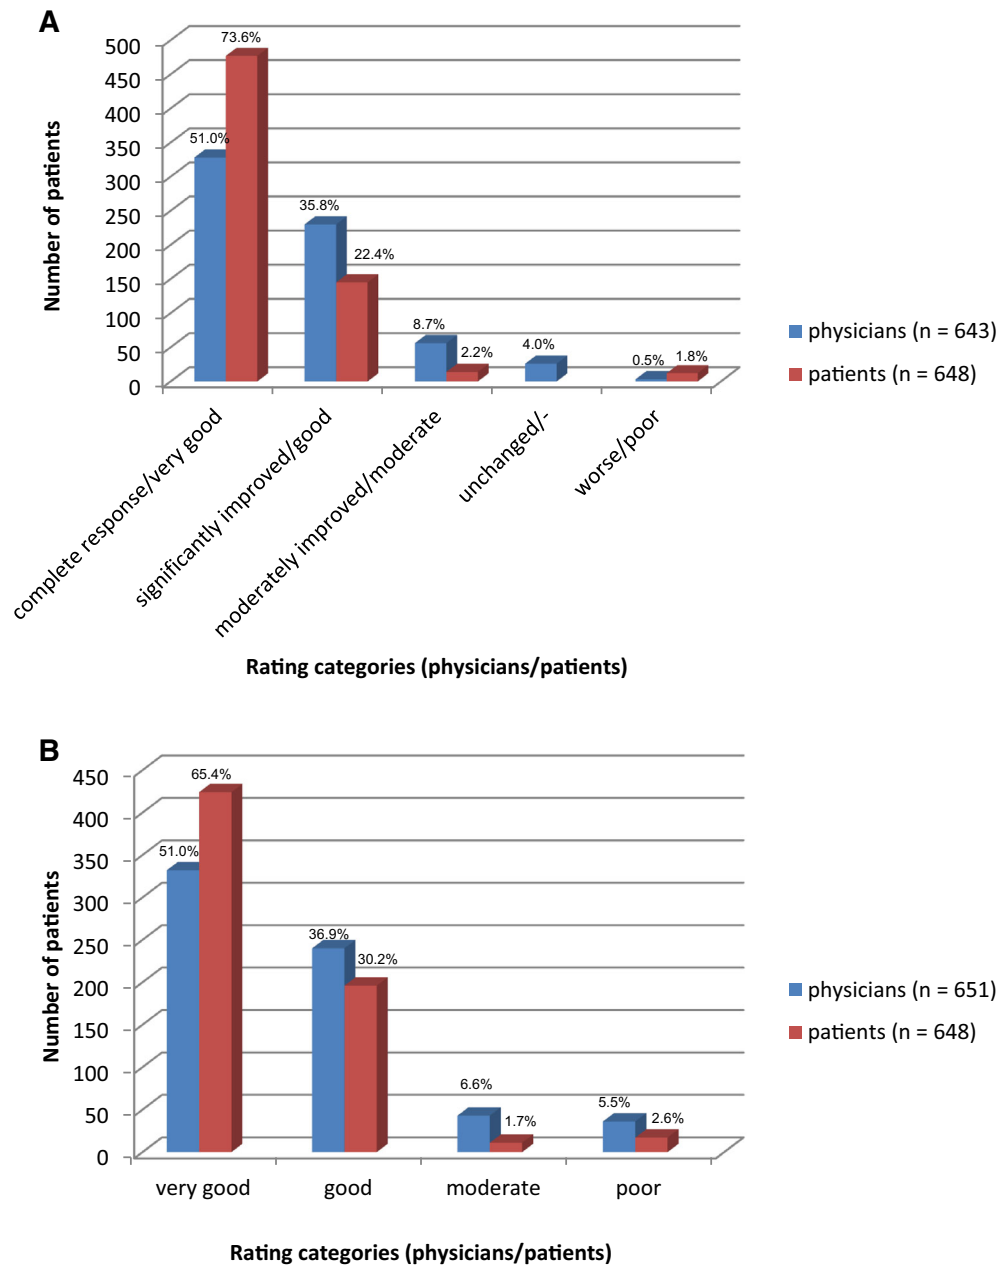 A
500
450
400
350
300
250
200
150
100
50
0
Number of patients
73.6%
51.0%
35.8%
22.4%
8.7%
2.2%
4.0%
0.5%
1.8%
physicians (n = 643)
patients (n = 648)
complete response/very good
significantly improved/good
moderately improved/moderate
unchanged/-
worse/poor
Rating categories (physicians/patients)
B
450
400
350
300
250
200
150
100
50
0
Number of patients
65.4%
51.0%
36.9%
30.2%
6.6%
1.7%
5.5%
2.6%
physicians (n = 651)
patients (n = 648)
very good
good
moderate
poor
Rating categories (physicians/patients)